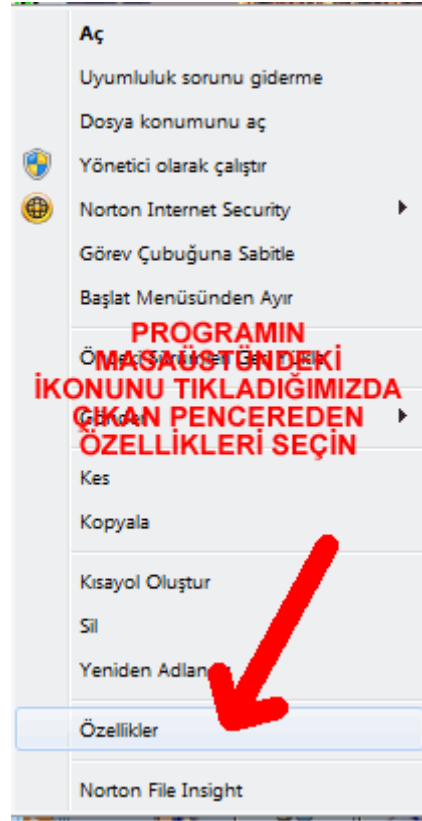 Aç
Uyumluluk sorunu giderme
Dosya konumunu aç
Yönetici olarak çalıştır
Norton Internet Security
Görev Çubuğuna Sabitle
Başlat Menüsünden Ayır
PROGRAMIN
MASAÜSTÜNDEKİ
İKONUNU TIKLADIĞIMIZDA
ÇIKAN PENCEREDEN
ÖZELLİKLERİ SEÇİN
Kes
Kopyala
Kısayol Oluştur
Sil
Yeniden
Özellikler
Norton File Insight